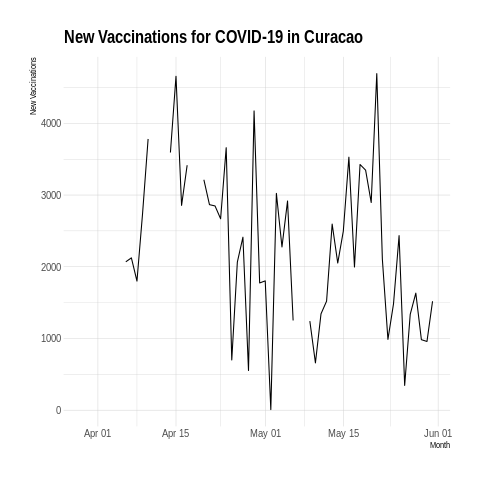 New Vaccinations for COVID-19 in Curacao
New Vaccinations
4000
3000
2000
1000
0
Apr 01
Apr 15
May 01
May 15
Jun 01
Month